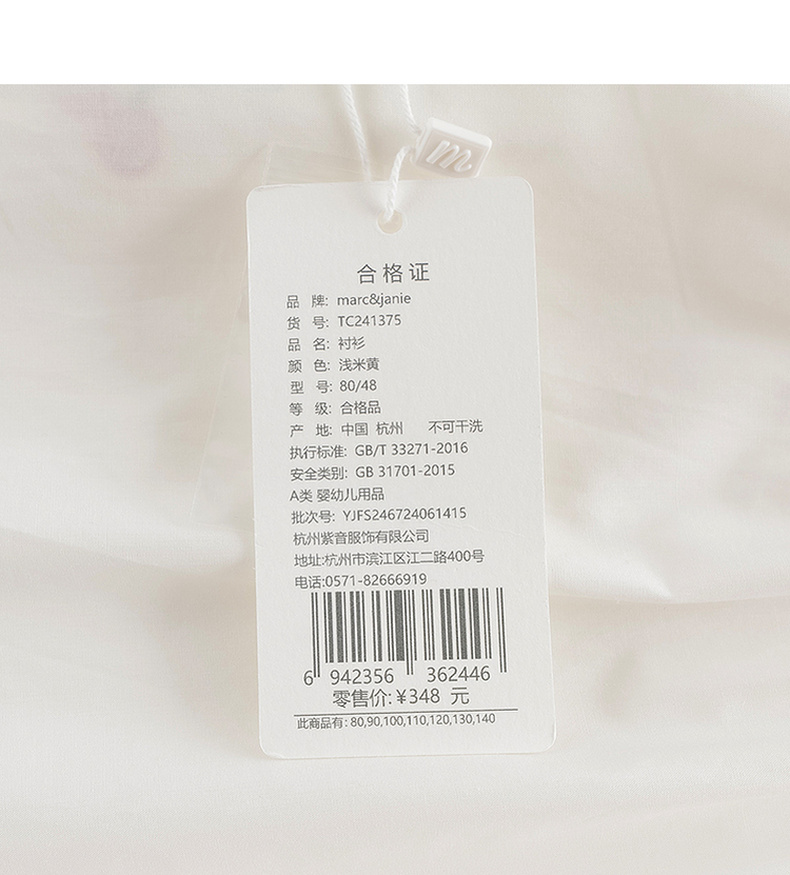 m
合格证
品 牌: marc&janie
货 号: TC241375
品 名: 衬衫
颜 色: 浅米黄
型 号: 80/48
等 级: 合格品
产 地: 中国 杭州 不可干洗
执行标准: GB/T 33271-2016
安全类别: GB 31701-2015
A类 婴幼儿用品
批次号: YJFS246724061415
杭州紫音服饰有限公司
地址:杭州市滨江区江二路400号
电话:0571-82666919
6 942356 362446
零售价:¥348 元
此商品有: 80,90,100,110,120,130,140